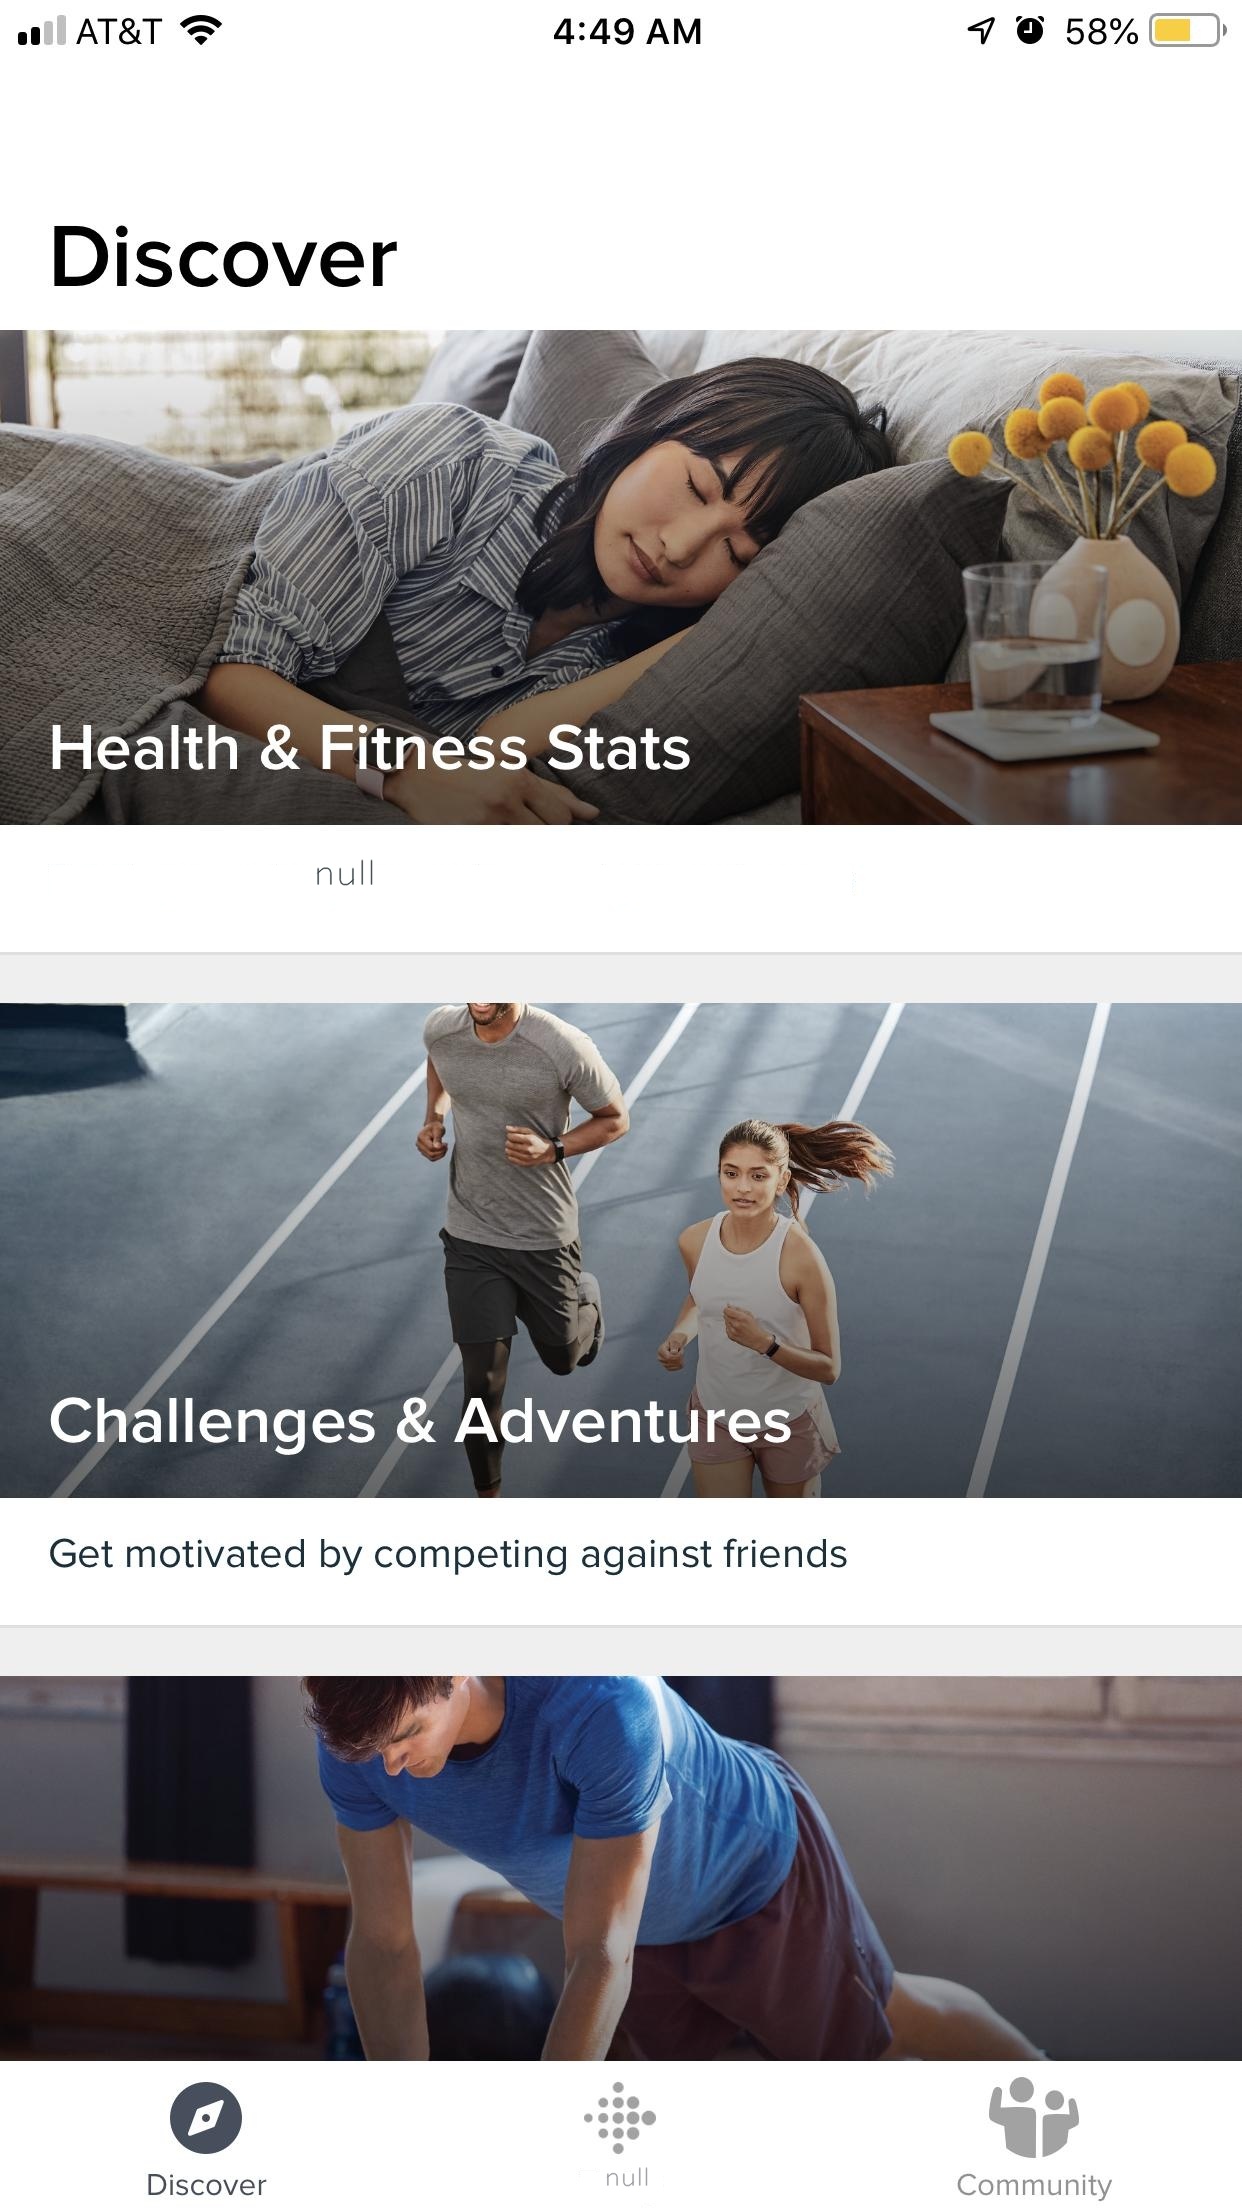 AT&T 4:49 AM 58%
Discover
Health & Fitness Stats
null
Challenges & Adventures
Get motivated by competing against friends
Discover null Community